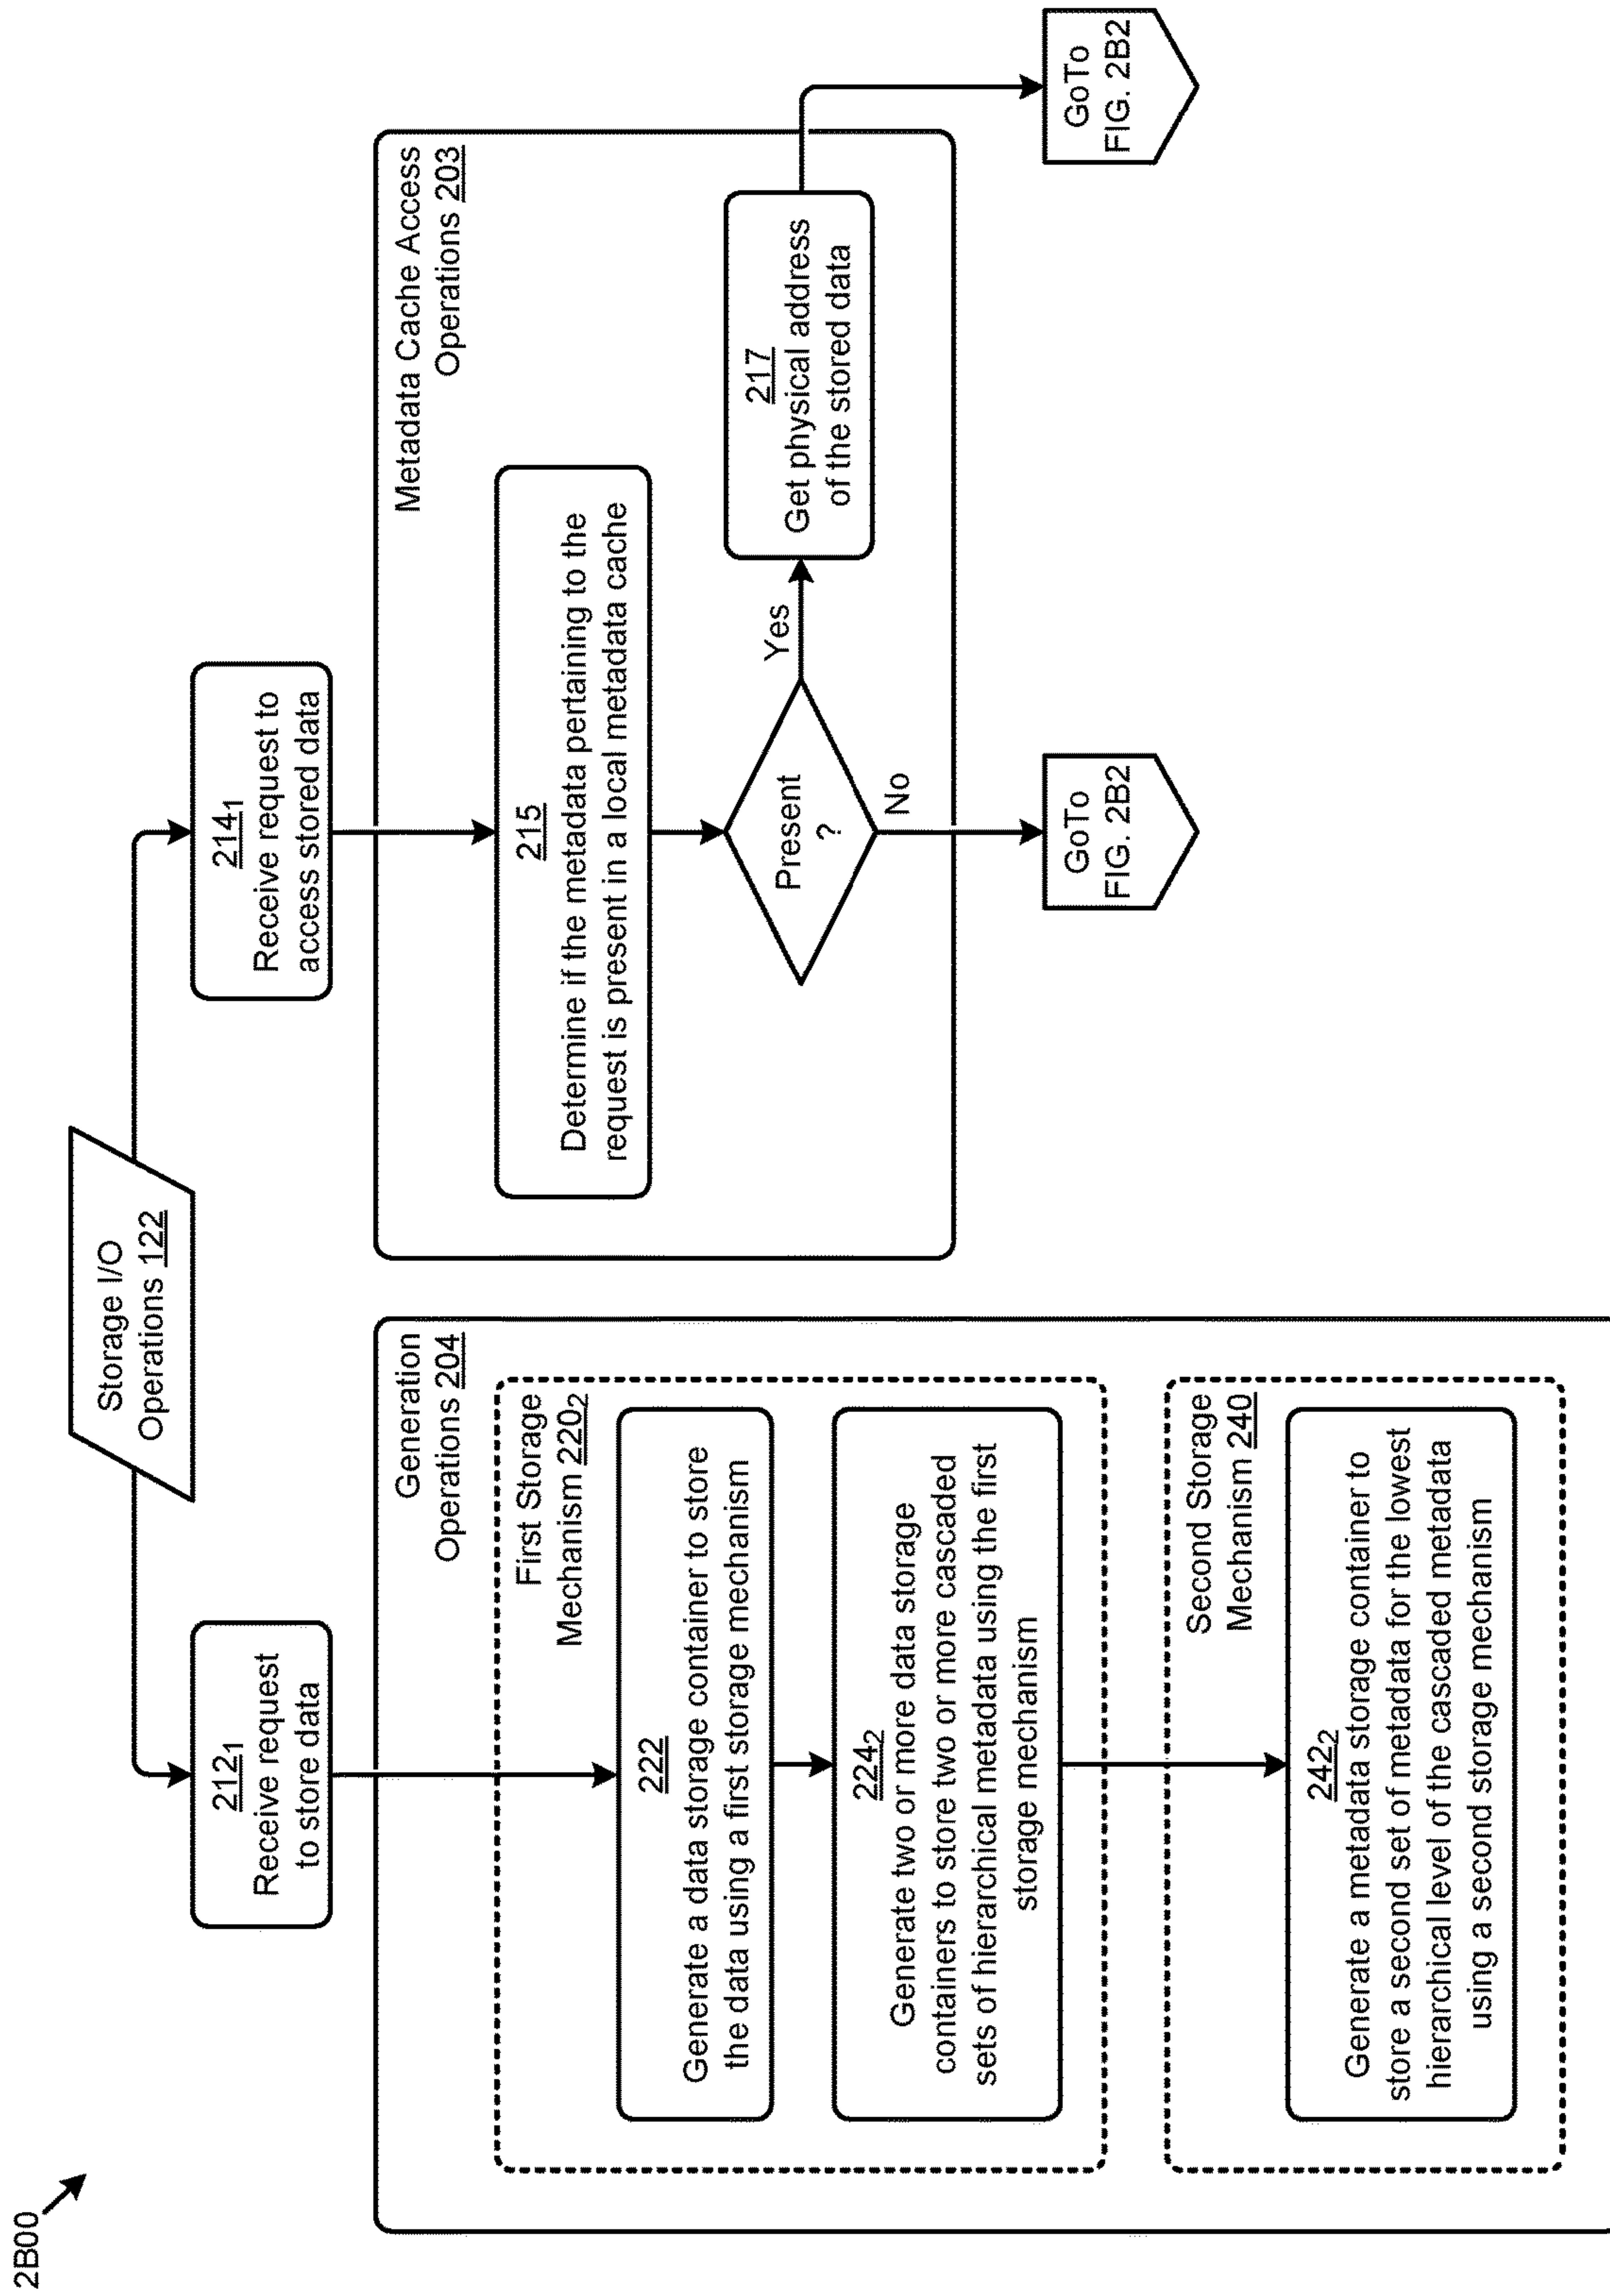 2B00
Storage I/O
Operations 122
212₁
Receive request
to store data
Generation
Operations 204
First Storage
Mechanism 220₂
222
Generate a data storage container to store
the data using a first storage mechanism
224₂
Generate two or more data storage
containers to store two or more cascaded
sets of hierarchical metadata using the first
storage mechanism
Second Storage
Mechanism 240
242₂
Generate a metadata storage container to
store a second set of metadata for the lowest
hierarchical level of the cascaded metadata
using a second storage mechanism
214₁
Receive request to
access stored data
Metadata Cache Access
Operations 203
215
Determine if the metadata pertaining to the
request is present in a local metadata cache
Present
?
Yes
No
217
Get physical address
of the stored data
GoTo
FIG. 2B2
GoTo
FIG. 2B2